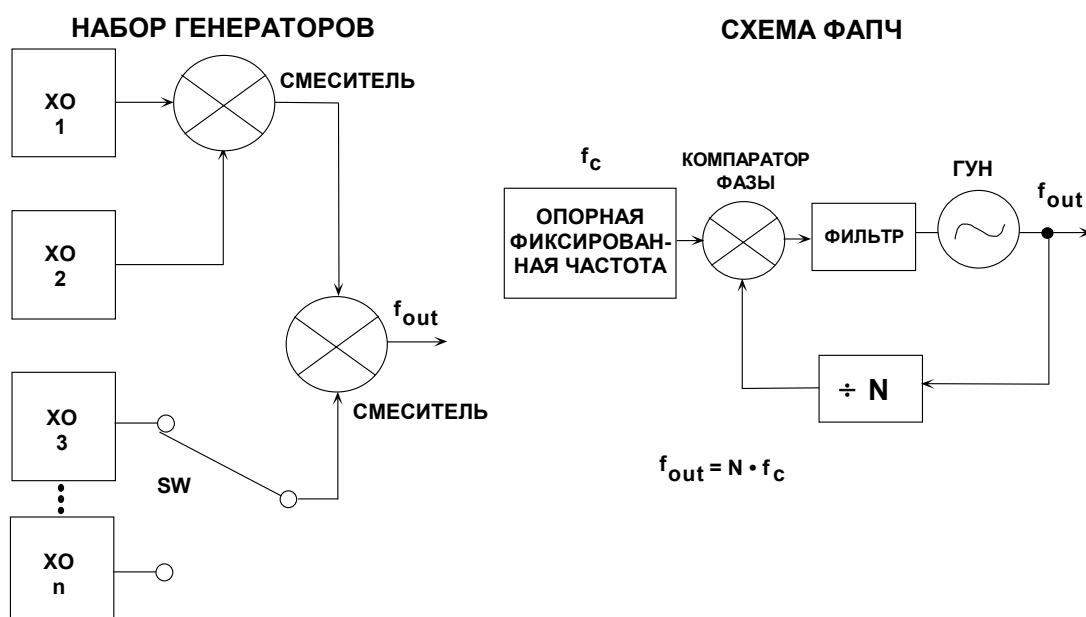 НАБОР ГЕНЕРАТОРОВ
XO
1
СМЕСИТЕЛЬ
XO
2
f out
XO
3
СМЕСИТЕЛЬ
SW
XO
n
СХЕМА ФАПЧ
f c
ОПОРНАЯ
ФИКСИРОВАН-
НАЯ ЧАСТОТА
КОМПАРАТОР
ФАЗЫ
ФИЛЬТР
ГУН
f out
÷ N
f out = N • f c